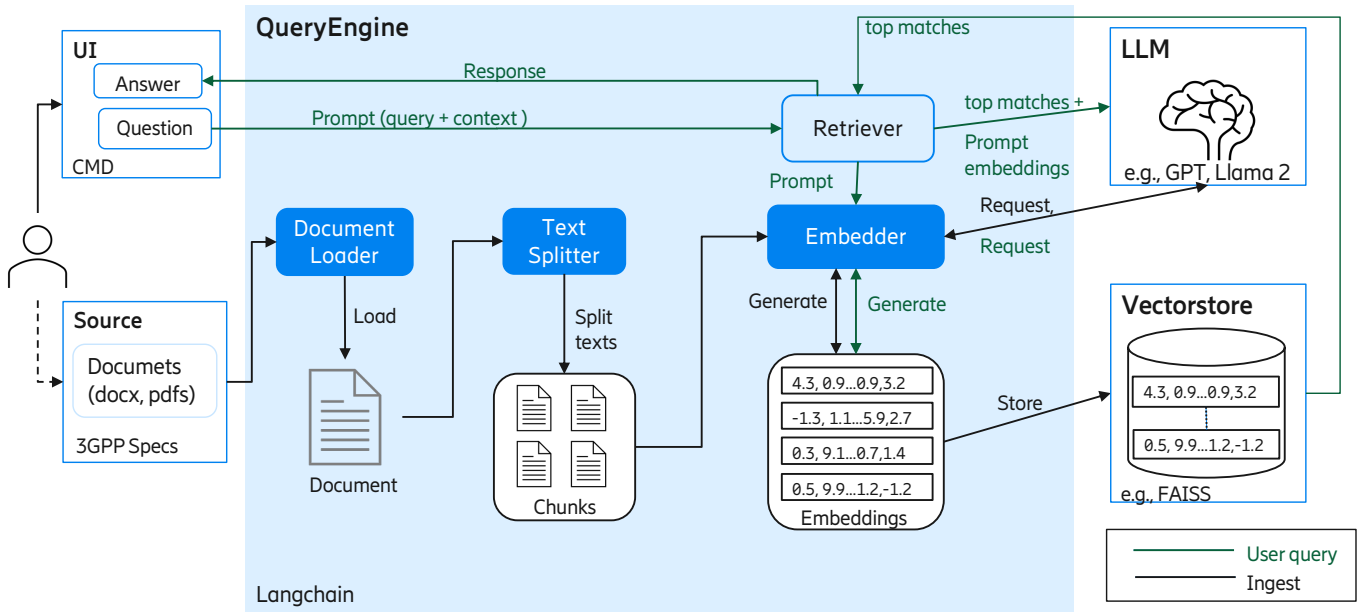 QueryEngine
top matches
UI
Answer
Question
CMD
Response
Prompt (query + context )
Retriever
top matches +
Prompt
embeddings
LLM
e.g., GPT, Llama 2
Prompt
Document
Loader
Text
Splitter
Embedder
Request,
Request
Load
Split
texts
Generate
Generate
Source
Documets
(docx, pdfs)
3GPP Specs
Document
Chunks
4.3, 0.9...0.9,3.2
-1.3, 1.1...5.9,2.7
0.3, 9.1...0.7,1.4
0.5, 9.9...1.2,-1.2
Embeddings
Store
Vectorstore
4.3, 0.9...0.9,3.2
0.5, 9.9...1.2,-1.2
e.g., FAISS
Langchain
User query
Ingest